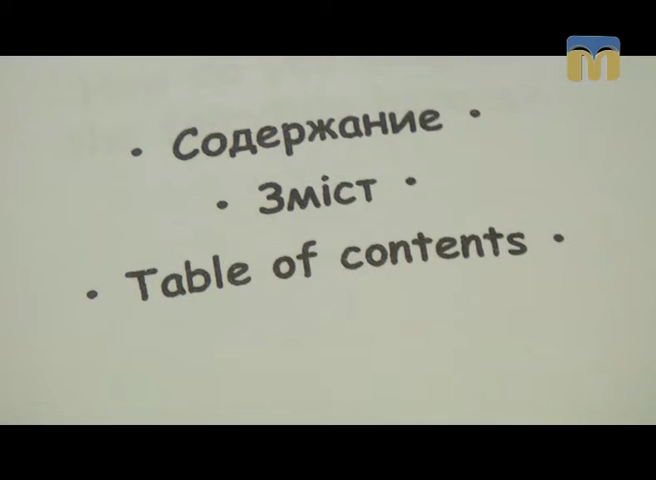 • Содержание •
• Зміст •
• Table of contents •